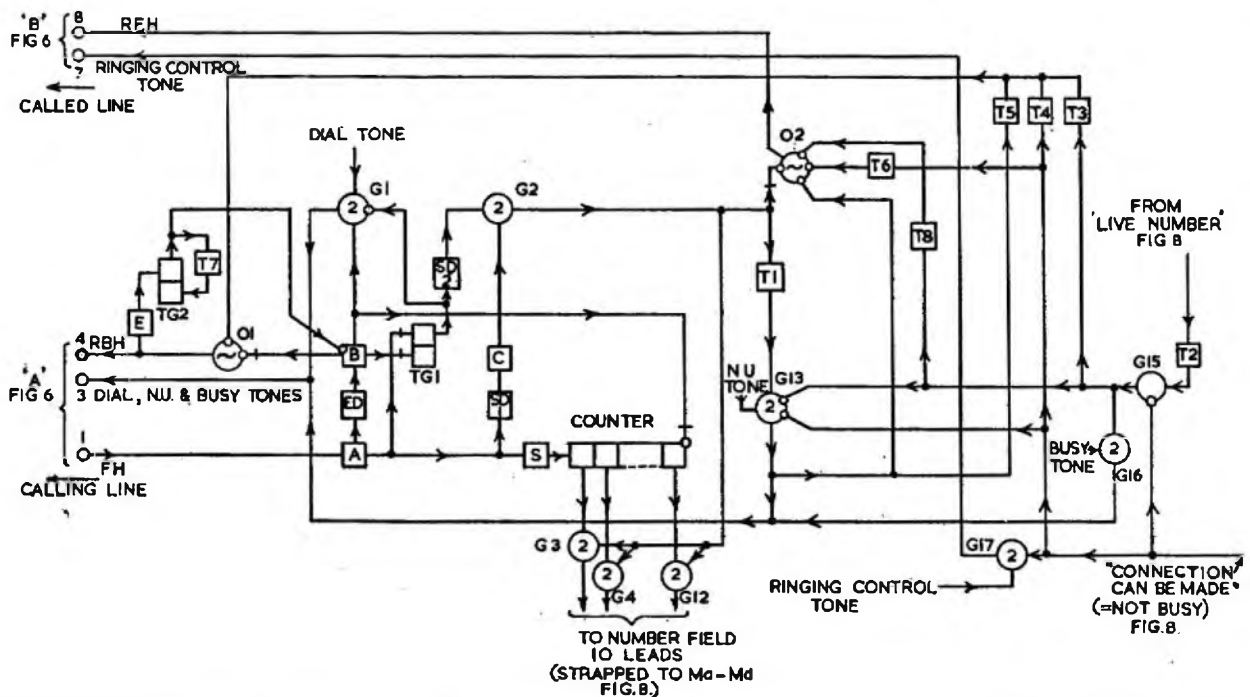 'B'
FIG 6
8
RFH
7
RINGING CONTROL
TONE
CALLED LINE
DIAL TONE
G1
2
G2
2
SD
2
T7
TG2
E
O1
4
RBH
'A'
FIG 6
3 DIAL, N.U. & BUSY TONES
1
FH
CALLING LINE
B
ED
A
TG1
C
SD
S
COUNTER
G3
2
2
G4
2
G12
TO NUMBER FIELD
10 LEADS
(STRAPPED TO Ma-Md
FIG.8.)
O2
T5
T4
T3
T6
T8
T1
N U
TONE
G13
2
FROM
'LIVE NUMBER'
FIG 8
T2
G15
BUSY
TONE
2
G16
G17
2
RINGING CONTROL
TONE
"CONNECTION
CAN BE MADE"
(=NOT BUSY)
FIG.8.